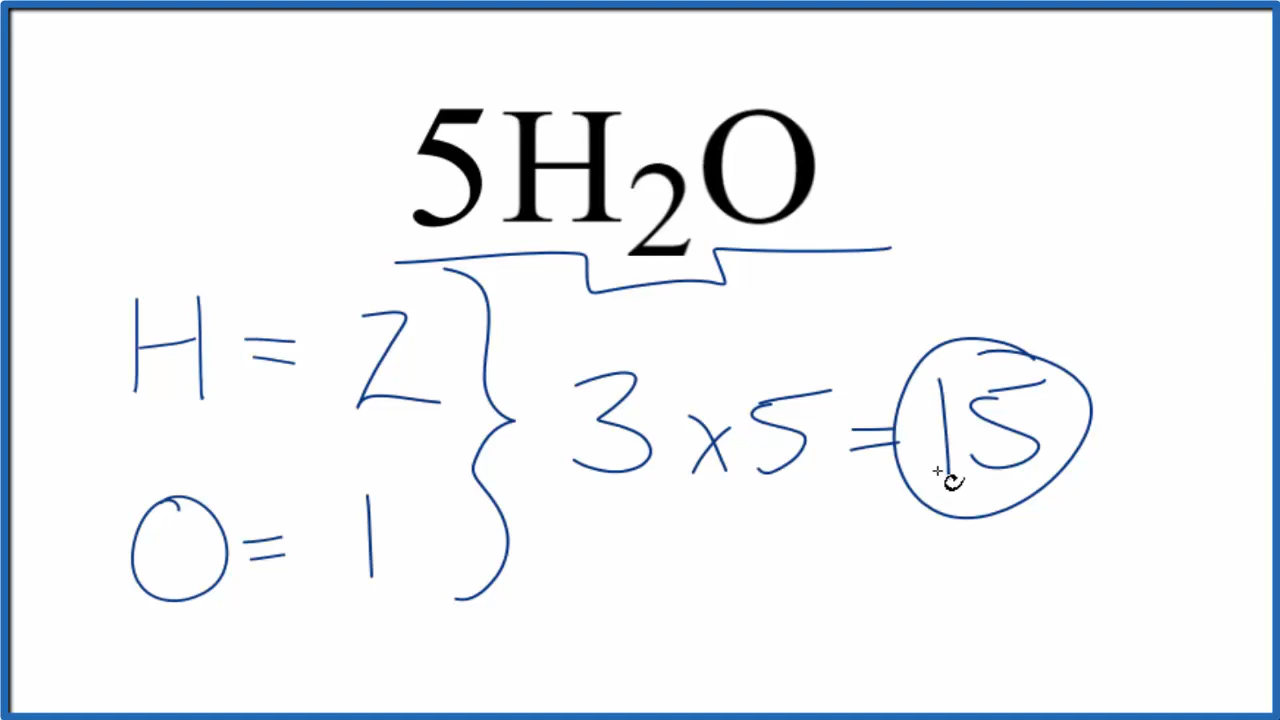 5H₂O
H = 2
3 x 5 = 15
O = 1